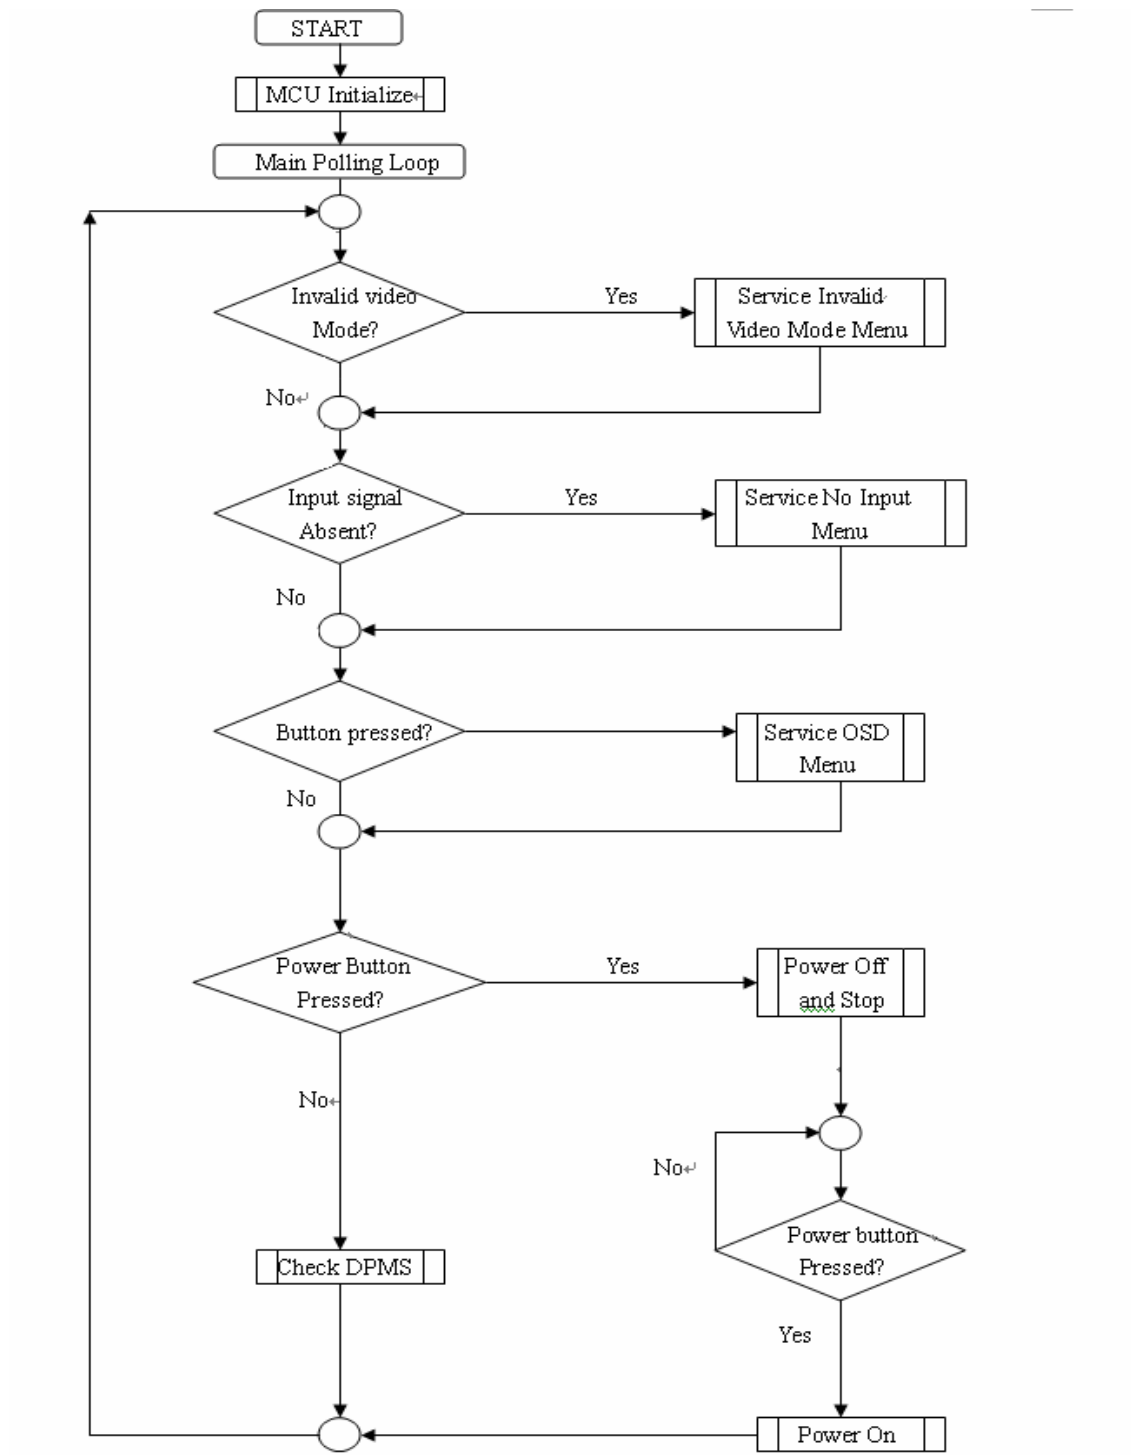 START
MCU Initialize
Main Polling Loop
Invalid video
Mode?
Yes
Service Invalid
Video Mode Menu
No
Input signal
Absent?
Yes
Service No Input
Menu
No
Button pressed?
Service OSD
Menu
No
Power Button
Pressed?
Yes
Power Off
and Stop
No
No
Power button
Pressed?
Check DPMS
Yes
Power On